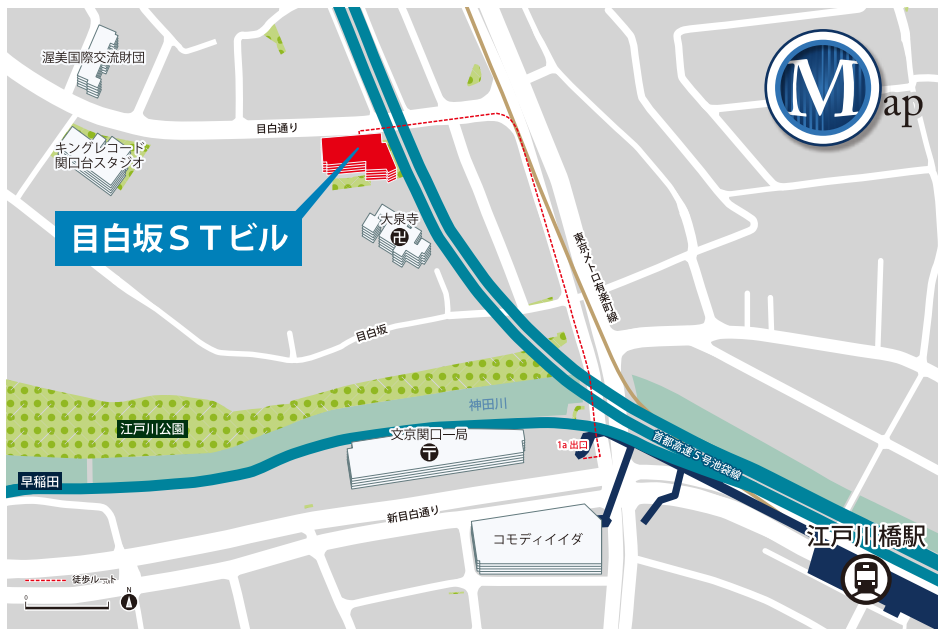 Map
渥美国際交流財団
目白通り
キングレコード
関口台スタジオ
目白坂STビル
大泉寺
卍
東京メトロ有楽町線
目白坂
神田川
江戸川公園
文京関口一局
〒
1a 出口
首都高速5号池袋線
早稲田
新目白通り
コモディイイダ
江戸川橋駅
徒歩ルート
0
N